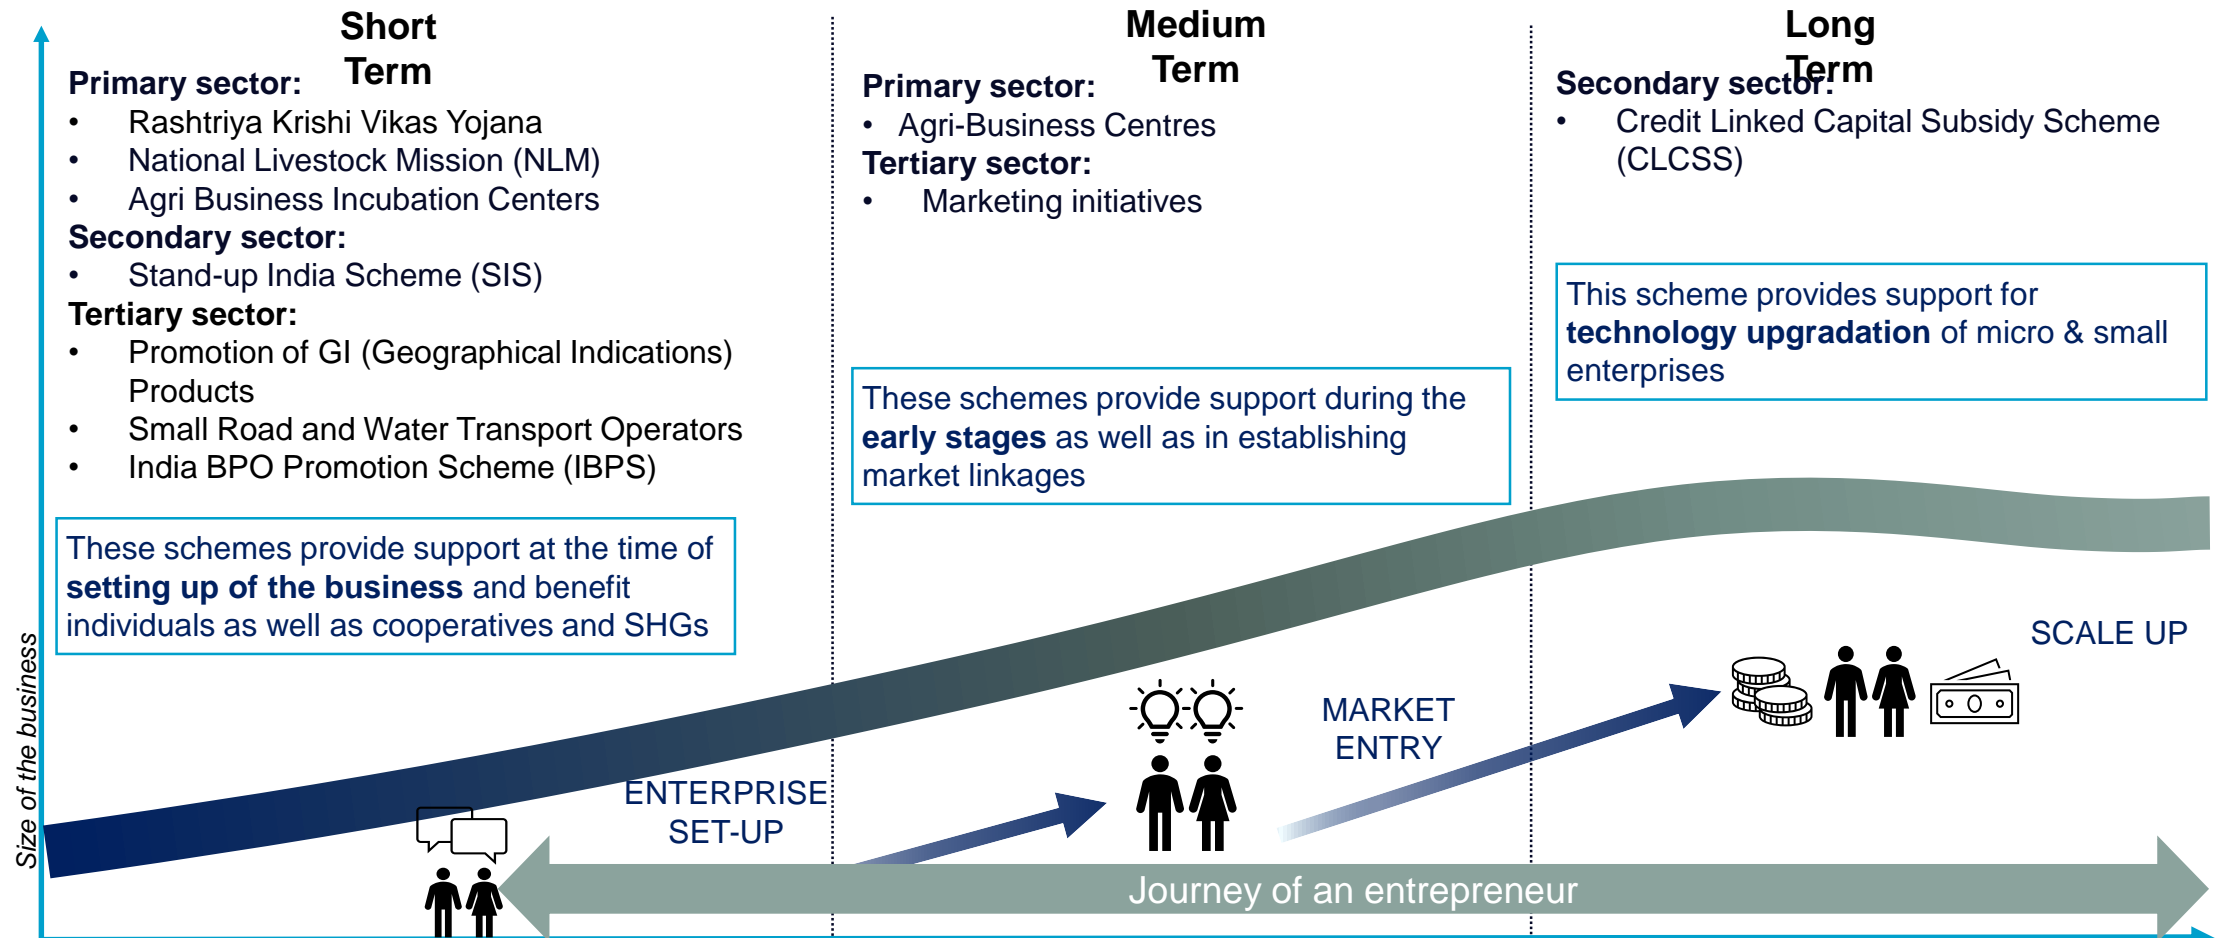 Short
Term
Primary sector:
• Rashtriya Krishi Vikas Yojana
• National Livestock Mission (NLM)
• Agri Business Incubation Centers
Secondary sector:
• Stand-up India Scheme (SIS)
Tertiary sector:
• Promotion of GI (Geographical Indications)
Products
• Small Road and Water Transport Operators
• India BPO Promotion Scheme (IBPS)
These schemes provide support at the time of
setting up of the business and benefit
individuals as well as cooperatives and SHGs
Medium
Term
Primary sector:
• Agri-Business Centres
Tertiary sector:
• Marketing initiatives
These schemes provide support during the
early stages as well as in establishing
market linkages
Long
Term
Secondary sector:
• Credit Linked Capital Subsidy Scheme
(CLCSS)
This scheme provides support for
technology upgradation of micro & small
enterprises
Size of the business
ENTERPRISE
SET-UP
MARKET
ENTRY
SCALE UP
Journey of an entrepreneur